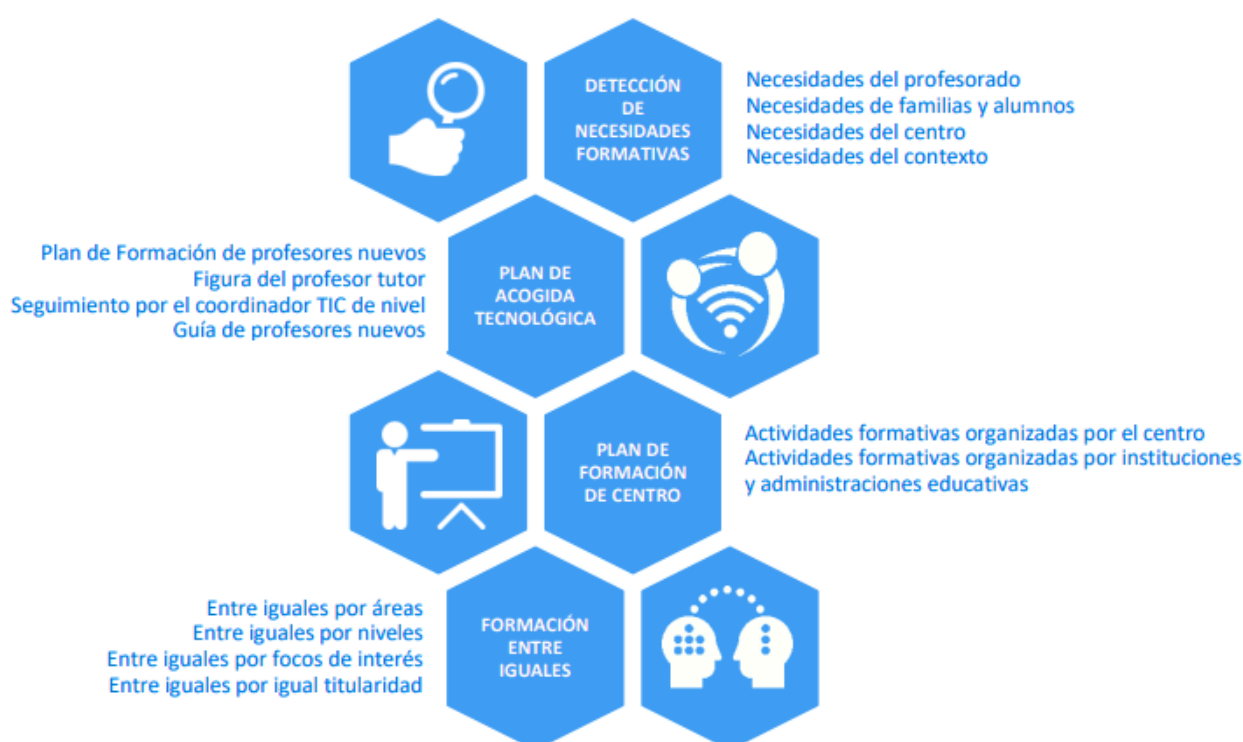 DETECCIÓN
DE
NECESIDADES
FORMATIVAS
Necesidades del profesorado
Necesidades de familias y alumnos
Necesidades del centro
Necesidades del contexto
Plan de Formación de profesores nuevos
Figura del profesor tutor
Seguimiento por el coordinador TIC de nivel
Guía de profesores nuevos
PLAN DE
ACOGIDA
TECNOLÓGICA
PLAN DE
FORMACIÓN
DE CENTRO
Actividades formativas organizadas por el centro
Actividades formativas organizadas por instituciones
y administraciones educativas
Entre iguales por áreas
Entre iguales por niveles
Entre iguales por focos de interés
Entre iguales por igual titularidad
FORMACIÓN
ENTRE
IGUALES